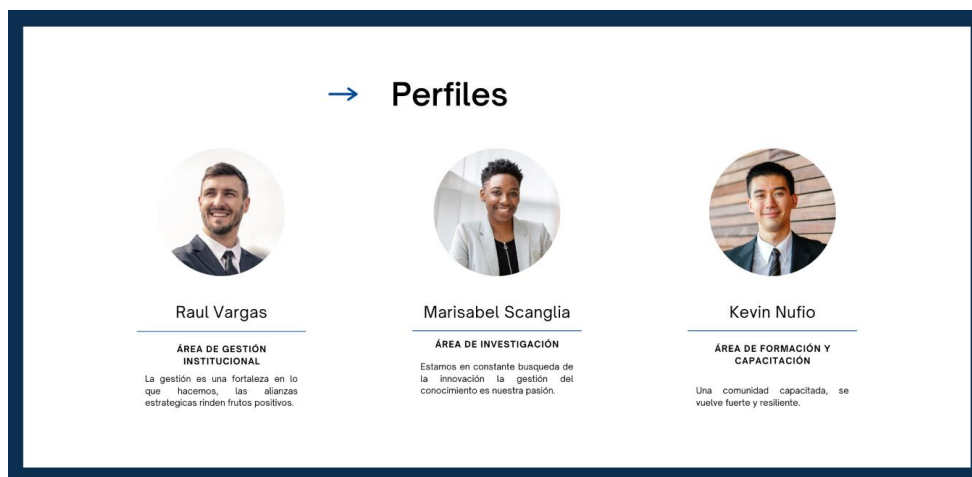 Perfiles
Raul Vargas
ÁREA DE GESTIÓN
INSTITUCIONAL
La gestión es una fortaleza en lo
que hacemos, las alianzas
estrategicas rinden frutos positivos.
Marisabel Scanglia
ÁREA DE INVESTIGACIÓN
Estamos en constante busqueda de
la innovación la gestión del
conocimiento es nuestra pasión.
Kevin Nufio
ÁREA DE FORMACIÓN Y
CAPACITACIÓN
Una comunidad capacitada, se
vuelve fuerte y resiliente.